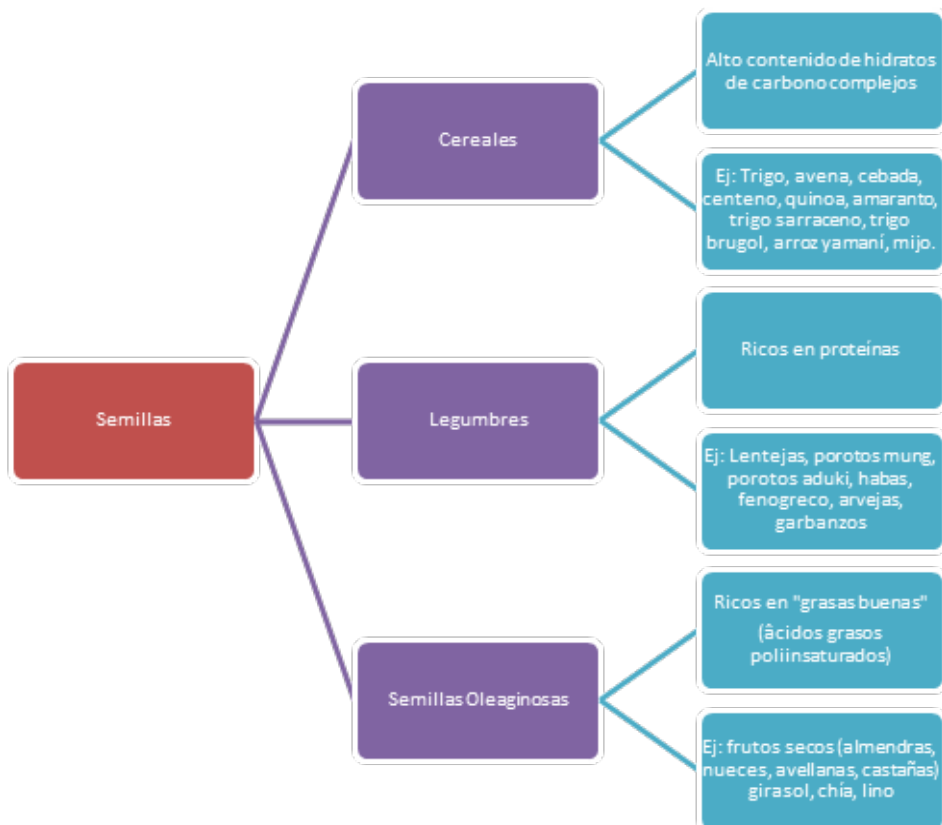 Semillas
Cereales
Alto contenido de hidratos
de carbono complejos
Ej: Trigo, avena, cebada,
centeno, quinoa, amaranto,
trigo sarraceno, trigo
brugol, arroz yamaní, mijo.
Legumbres
Ricos en proteínas
Ej: Lentejas, porotos mung,
porotos aduki, habas,
fenogreco, arvejas,
garbanzos
Semillas Oleaginosas
Ricos en "grasas buenas"
(âcidos grasos
poliinsaturados)
Ej: frutos secos (almendras,
nueces, avellanas, castañas)
girasol, chía, lino